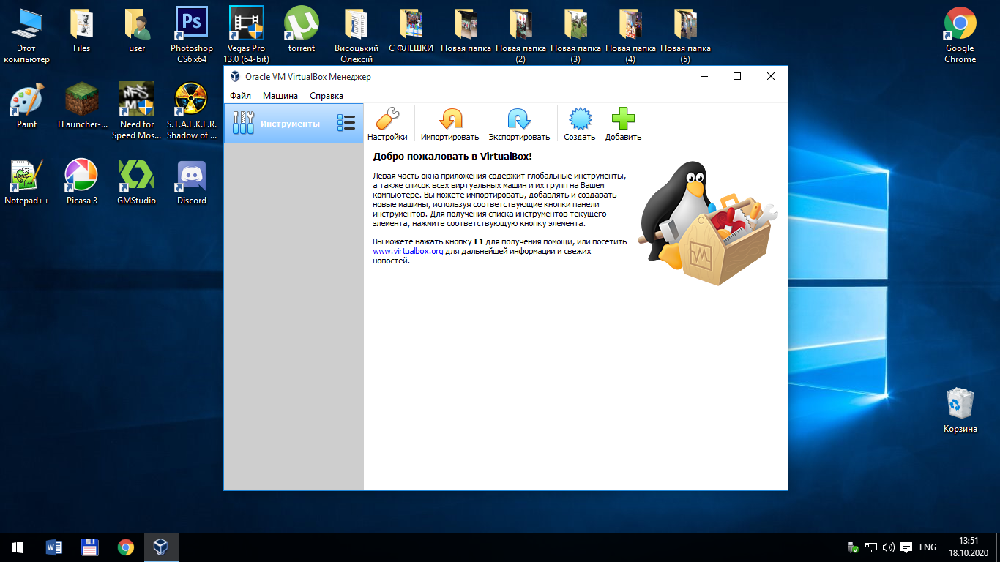 Ps
Этот
компьютер
Files
user
Photoshop
CS6 x64
Vegas Pro
13.0 (64-bit)
torrent
Висоцький
Олексій
С ФЛЕШКИ
Новая папка
Новая папка
(2)
Новая папка
(3)
Новая папка
(4)
Новая папка
(5)
Google
Chrome
Paint
TLauncher-...
Need for
Speed Mos...
S.T.A.L.K.E.R.
Shadow of ...
Notepad++
Picasa 3
GMStudio
Discord
Oracle VM VirtualBox Менеджер
Файл Машина Справка
Инструменты
Настройки
Импортировать
Экспортировать
Создать
Добавить
Добро пожаловать в VirtualBox!
Левая часть окна приложения содержит глобальные инструменты,
а также список всех виртуальных машин и их групп на Вашем
компьютере. Вы можете импортировать, добавлять и создавать
новые машины, используя соответствующие кнопки панели
инструментов. Для получения списка инструментов текущего
элемента, нажмите соответствующую кнопку элемента.
Вы можете нажать кнопку F1 для получения помощи, или посетить
www.virtualbox.org для дальнейшей информации и свежих
новостей.
Корзина
ENG
13:51
18.10.2020